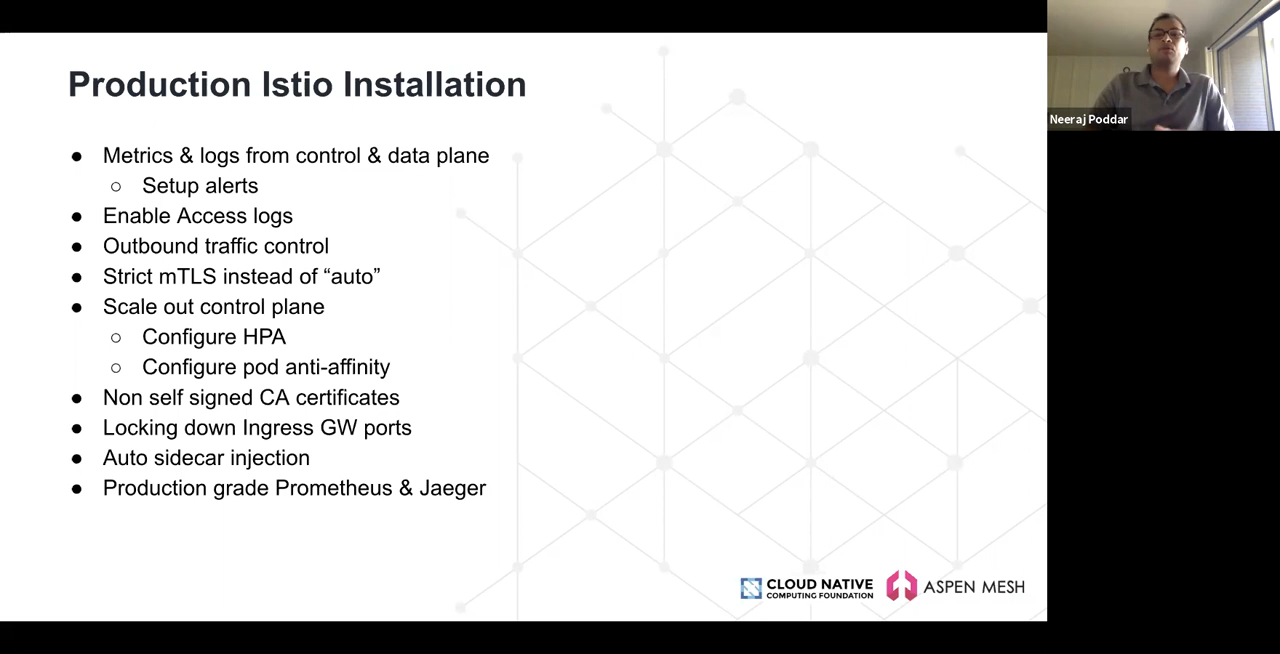 Production Istio Installation
● Metrics & logs from control & data plane
○ Setup alerts
● Enable Access logs
● Outbound traffic control
● Strict mTLS instead of “auto”
● Scale out control plane
○ Configure HPA
○ Configure pod anti-affinity
● Non self signed CA certificates
● Locking down Ingress GW ports
● Auto sidecar injection
● Production grade Prometheus & Jaeger
CLOUD NATIVE
COMPUTING FOUNDATION
ASPEN MESH
Neeraj Poddar